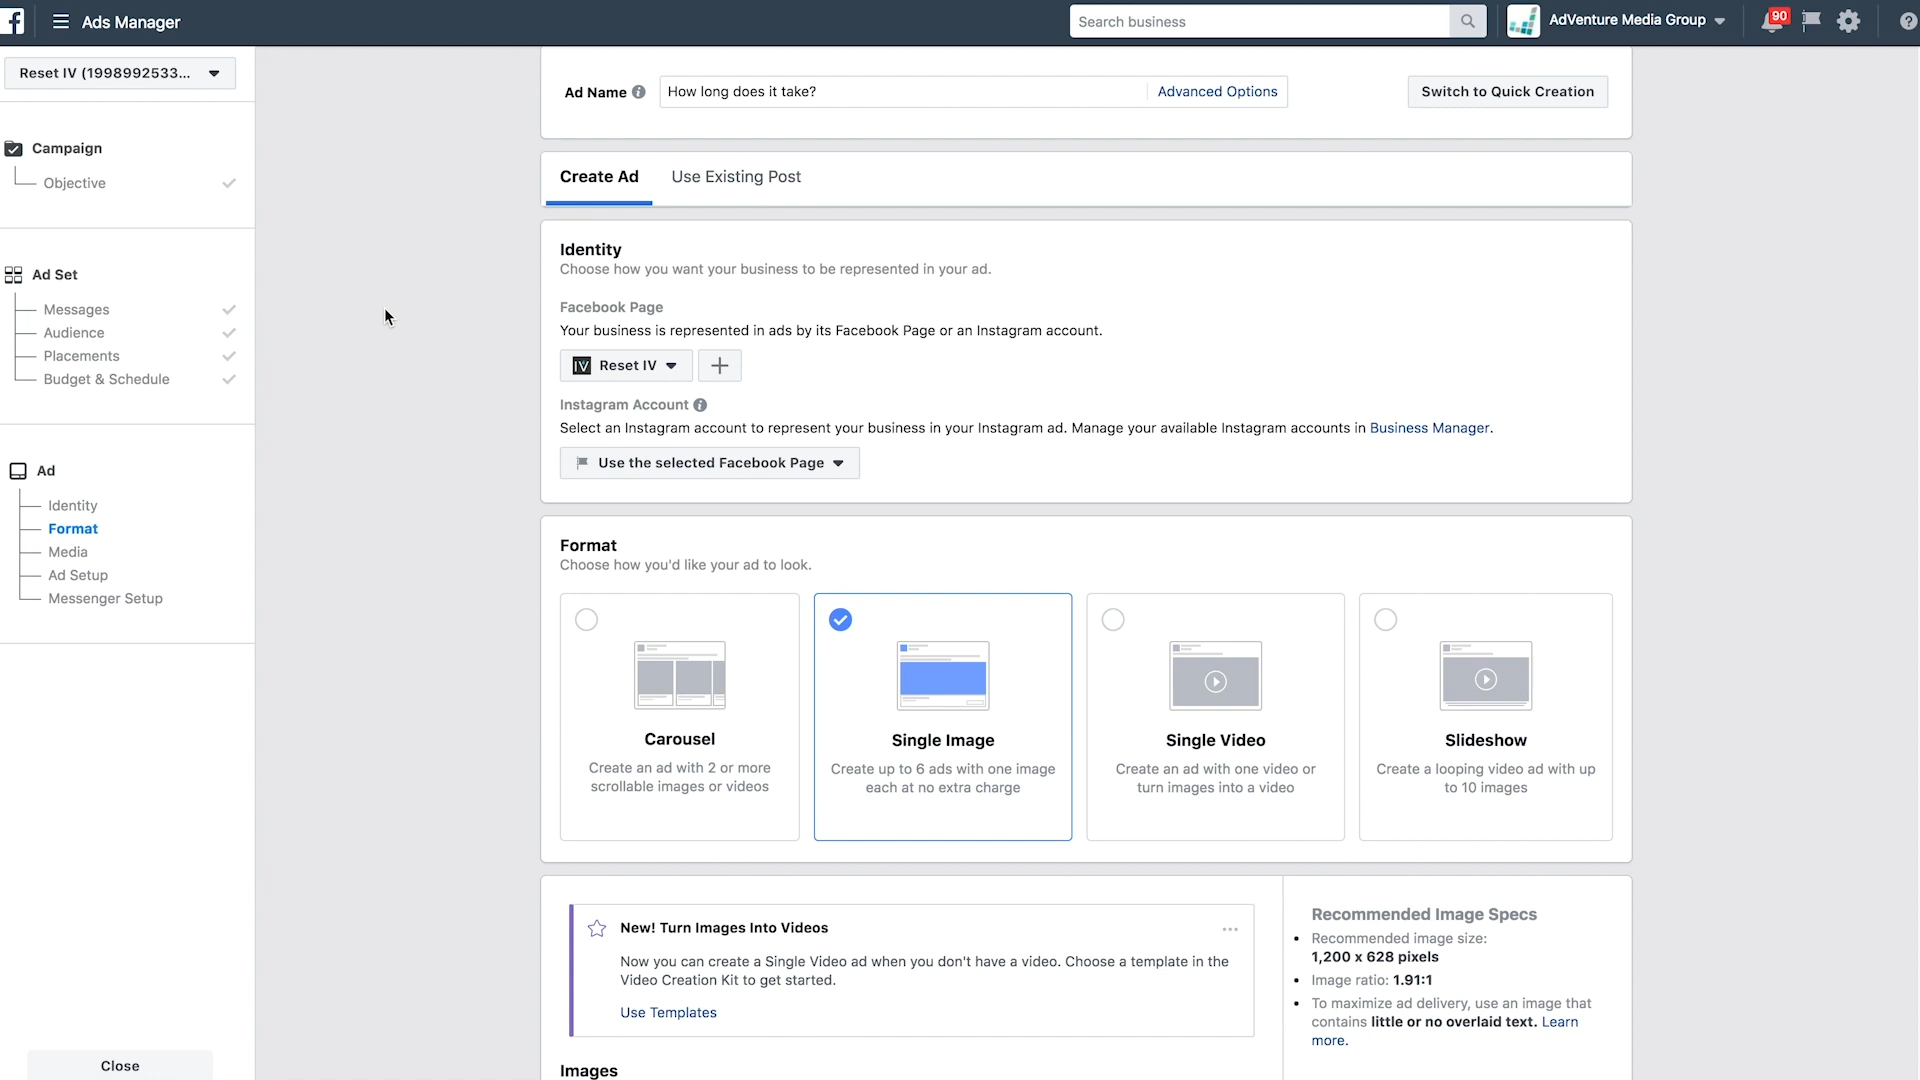 Ads Manager
Search business
AdVenture Media Group
90
Reset IV (1998992533...
Ad Name
How long does it take?
Advanced Options
Switch to Quick Creation
Campaign
Objective
Create Ad
Use Existing Post
Identity
Choose how you want your business to be represented in your ad.
Ad Set
Messages
Audience
Placements
Budget & Schedule
Facebook Page
Your business is represented in ads by its Facebook Page or an Instagram account.
IV Reset IV
Instagram Account
Select an Instagram account to represent your business in your Instagram ad. Manage your available Instagram accounts in Business Manager.
Use the selected Facebook Page
Ad
Identity
Format
Media
Ad Setup
Messenger Setup
Format
Choose how you'd like your ad to look.
Carousel
Create an ad with 2 or more
scrollable images or videos
Single Image
Create up to 6 ads with one image
each at no extra charge
Single Video
Create an ad with one video or
turn images into a video
Slideshow
Create a looping video ad with up
to 10 images
New! Turn Images Into Videos
Now you can create a Single Video ad when you don't have a video. Choose a template in the
Video Creation Kit to get started.
Use Templates
Recommended Image Specs
Recommended image size:
1,200 x 628 pixels
Image ratio: 1.91:1
To maximize ad delivery, use an image that
contains little or no overlaid text. Learn
more.
Close
Images